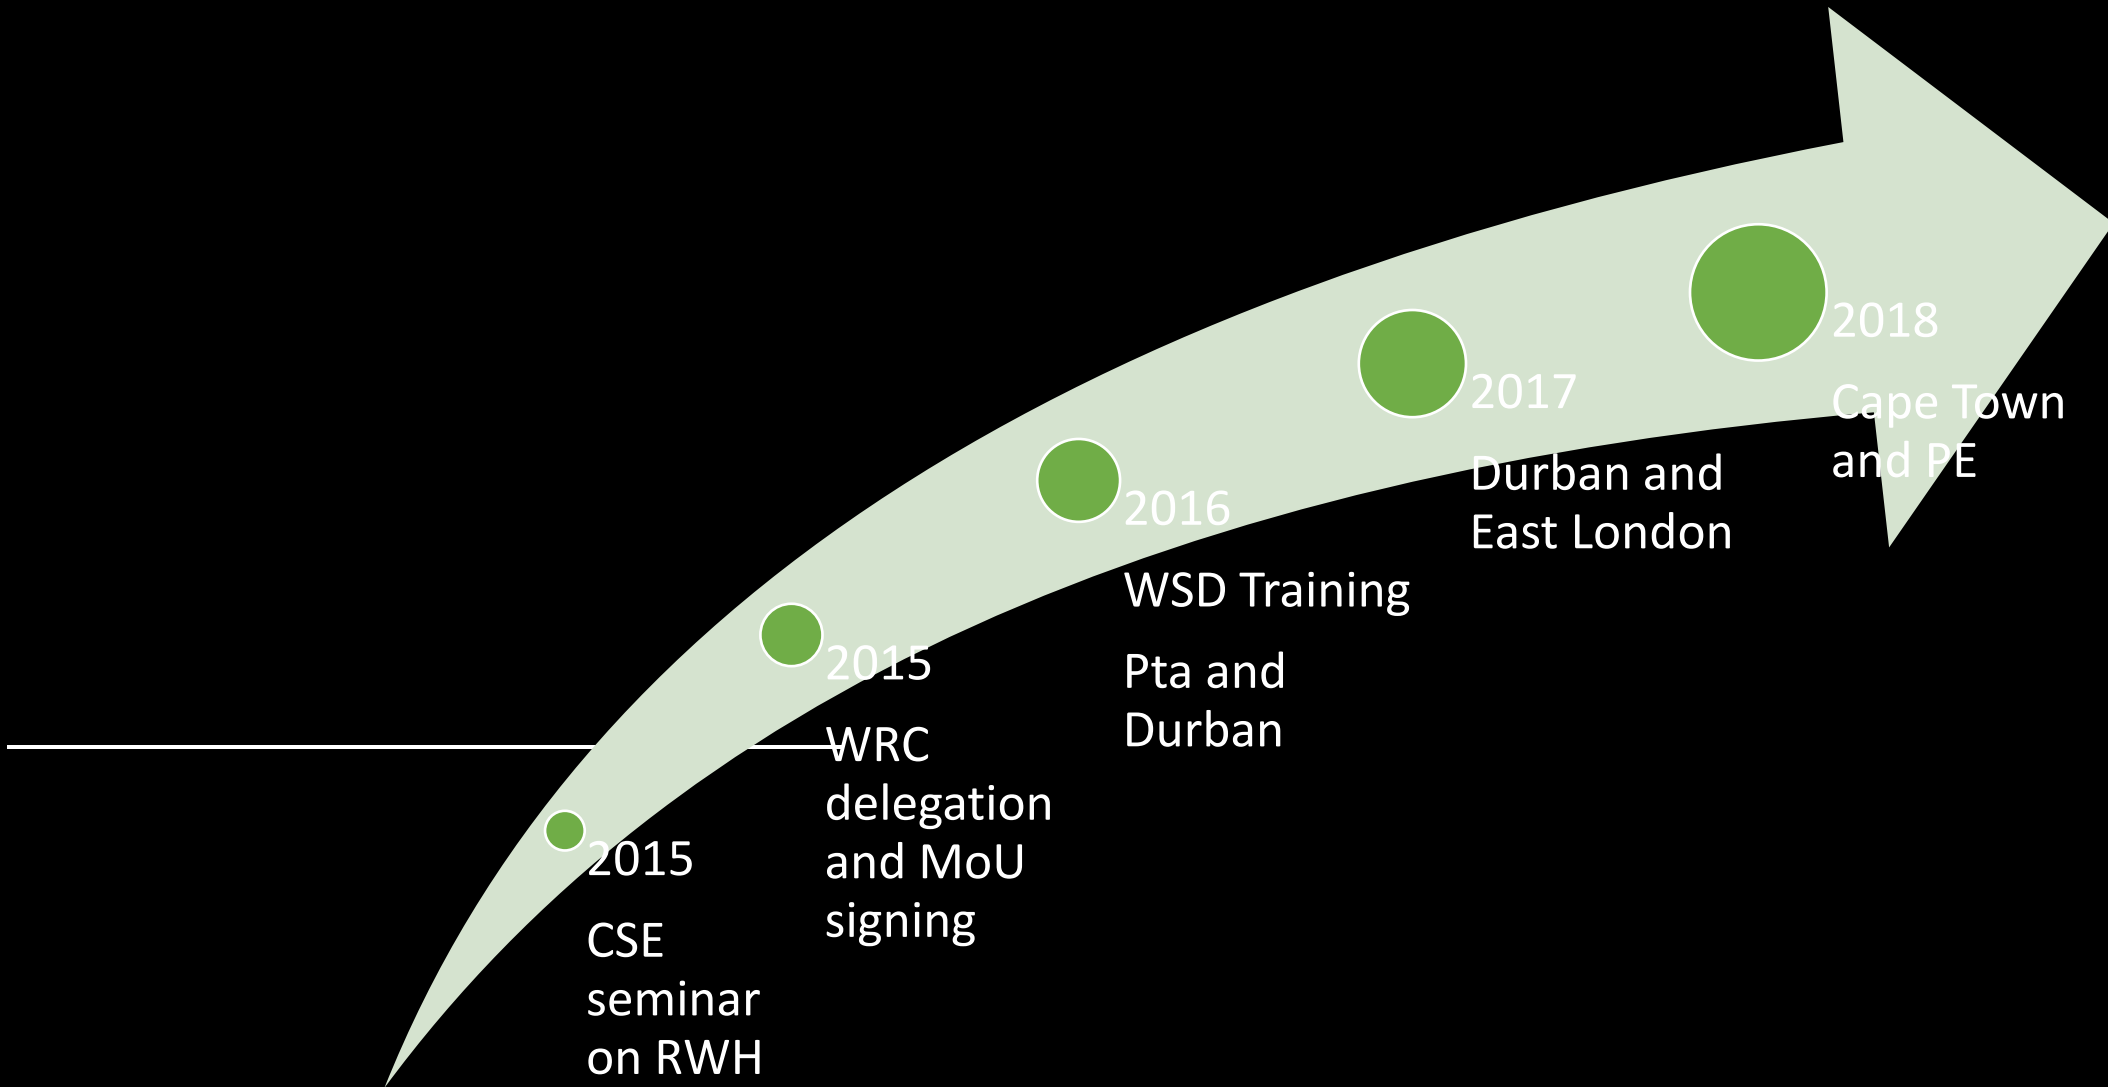 2015
CSE
seminar
on RWH
2015
WRC
delegation
and MoU
signing
2016
WSD Training
Pta and
Durban
2017
Durban and
East London
2018
Cape Town
and PE